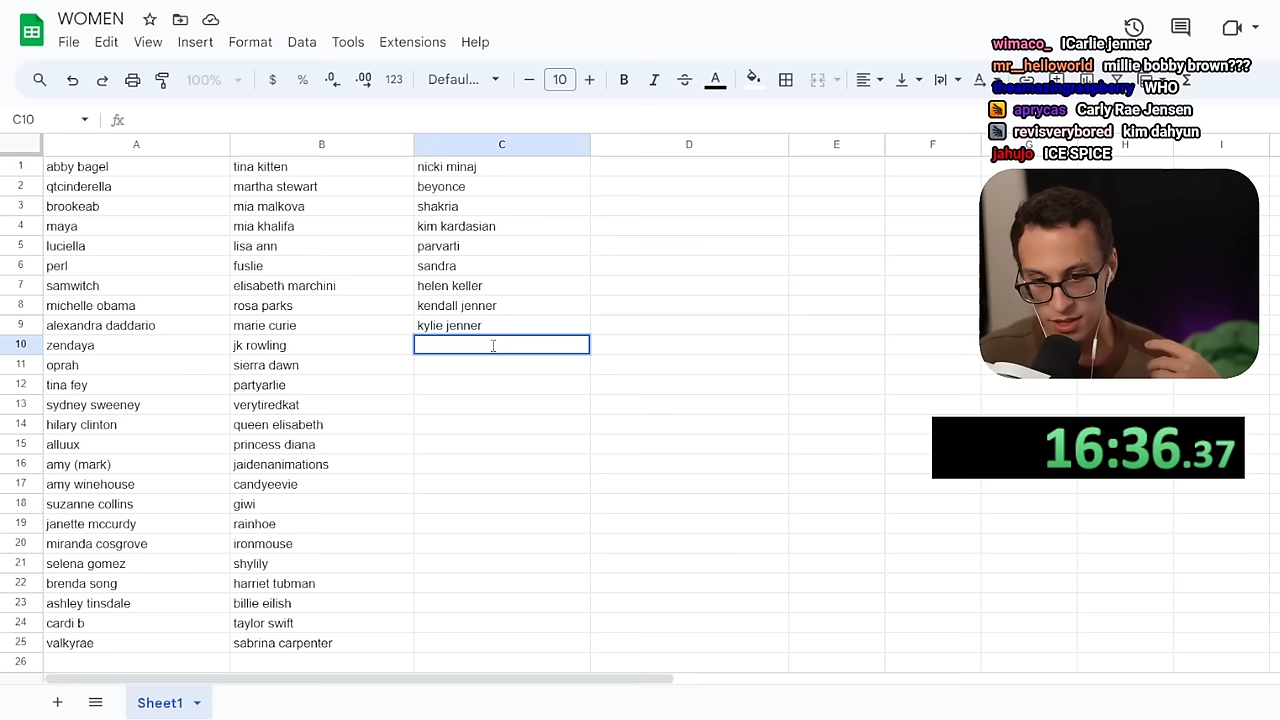 WOMEN
File Edit View Insert Format Data Tools Extensions Help
100% $ % .0 .00 123 Defaul... 10 B I A A
wimaco_ ICarlie jenner
mr__helloworld millie bobby brown???
theamazingraspberry WHO
aprycas Carly Rae Jensen
revisverybored kim dahyun
jahujo ICE SPICE
C10 fx
A B C D E F G H I
1 abby bagel tina kitten nicki minaj
2 qtcinderella martha stewart beyonce
3 brookeab mia malkova shakria
4 maya mia khalifa kim kardasian
5 luciella lisa ann parvarti
6 perl fuslie sandra
7 samwitch elisabeth marchini helen keller
8 michelle obama rosa parks kendall jenner
9 alexandra daddario marie curie kylie jenner
10 zendaya jk rowling
11 oprah sierra dawn
12 tina fey partyarlie
13 sydney sweeney verytiredkat
14 hilary clinton queen elisabeth
15 alluux princess diana
16 amy (mark) jaidenanimations
17 amy winehouse candyeevie
18 suzanne collins giwi
19 janette mccurdy rainhoe
20 miranda cosgrove ironmouse
21 selena gomez shylily
22 brenda song harriet tubman
23 ashley tinsdale billie eilish
24 cardi b taylor swift
25 valkyrae sabrina carpenter
26
16:36.37
Sheet1